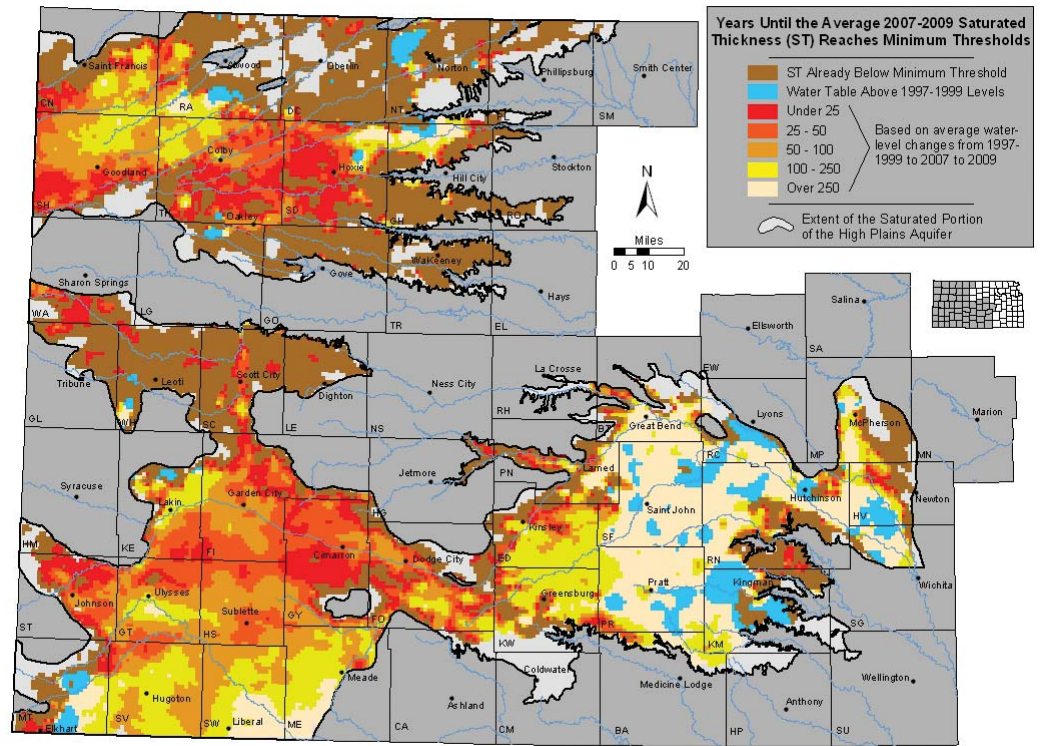 Years Until the Average 2007-2009 Saturated
Thickness (ST) Reaches Minimum Thresholds
ST Already Below Minimum Threshold
Water Table Above 1997-1999 Levels
Under 25
25 - 50
50 - 100
100 - 250
Over 250
Based on average water-
level changes from 1997-
1999 to 2007 to 2009
Extent of the Saturated Portion
of the High Plains Aquifer
N
Miles
0 5 10 20
Saint Francis
Atwood
Oberlin
Norton
Phillipsburg
Smith Center
CN
RA
DC
NT
SM
Goodland
Colby
Hoxie
Hill City
Stockton
SH
TH
SD
GH
RO
Oakley
Sharon Springs
Gove
WaKeeney
Hays
WA
LG
GO
TR
EL
Tribune
Leoti
Scott City
Dighton
Ness City
La Crosse
Ellsworth
Salina
SA
GL
WH
SC
LE
NS
RH
BT
EW
Great Bend
Lyons
McPherson
Marion
RC
MP
MN
Syracuse
Lakin
Garden City
Jetmore
PN
Larned
Saint John
Hutchinson
HV
Newton
HM
KE
FI
HG
Cimarron
Dodge City
Kinsley
ED
SF
RN
Wichita
Johnson
Ulysses
Sublette
GY
FO
Greensburg
Pratt
Kingman
ST
GT
HS
KW
PR
KM
SG
Coldwater
Medicine Lodge
Wellington
Hugoton
Meade
Ashland
Anthony
MT
Elkhart
SV
SW
Liberal
ME
CA
CM
BA
HP
SU